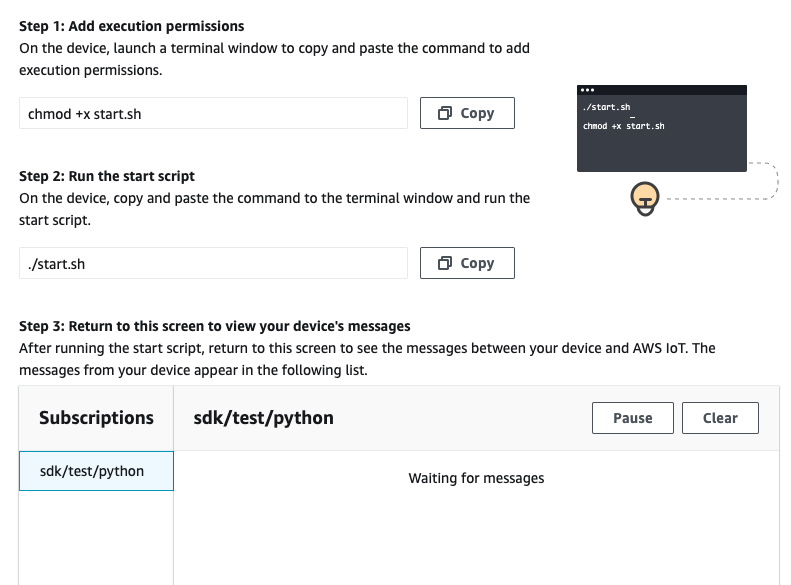 Step 1: Add execution permissions
On the device, launch a terminal window to copy and paste the command to add
execution permissions.
chmod +x start.sh
Copy
./start.sh
chmod +x start.sh
Step 2: Run the start script
On the device, copy and paste the command to the terminal window and run the
start script.
./start.sh
Copy
Step 3: Return to this screen to view your device's messages
After running the start script, return to this screen to see the messages between your device and AWS IoT. The
messages from your device appear in the following list.
Subscriptions
sdk/test/python
Pause
Clear
sdk/test/python
Waiting for messages